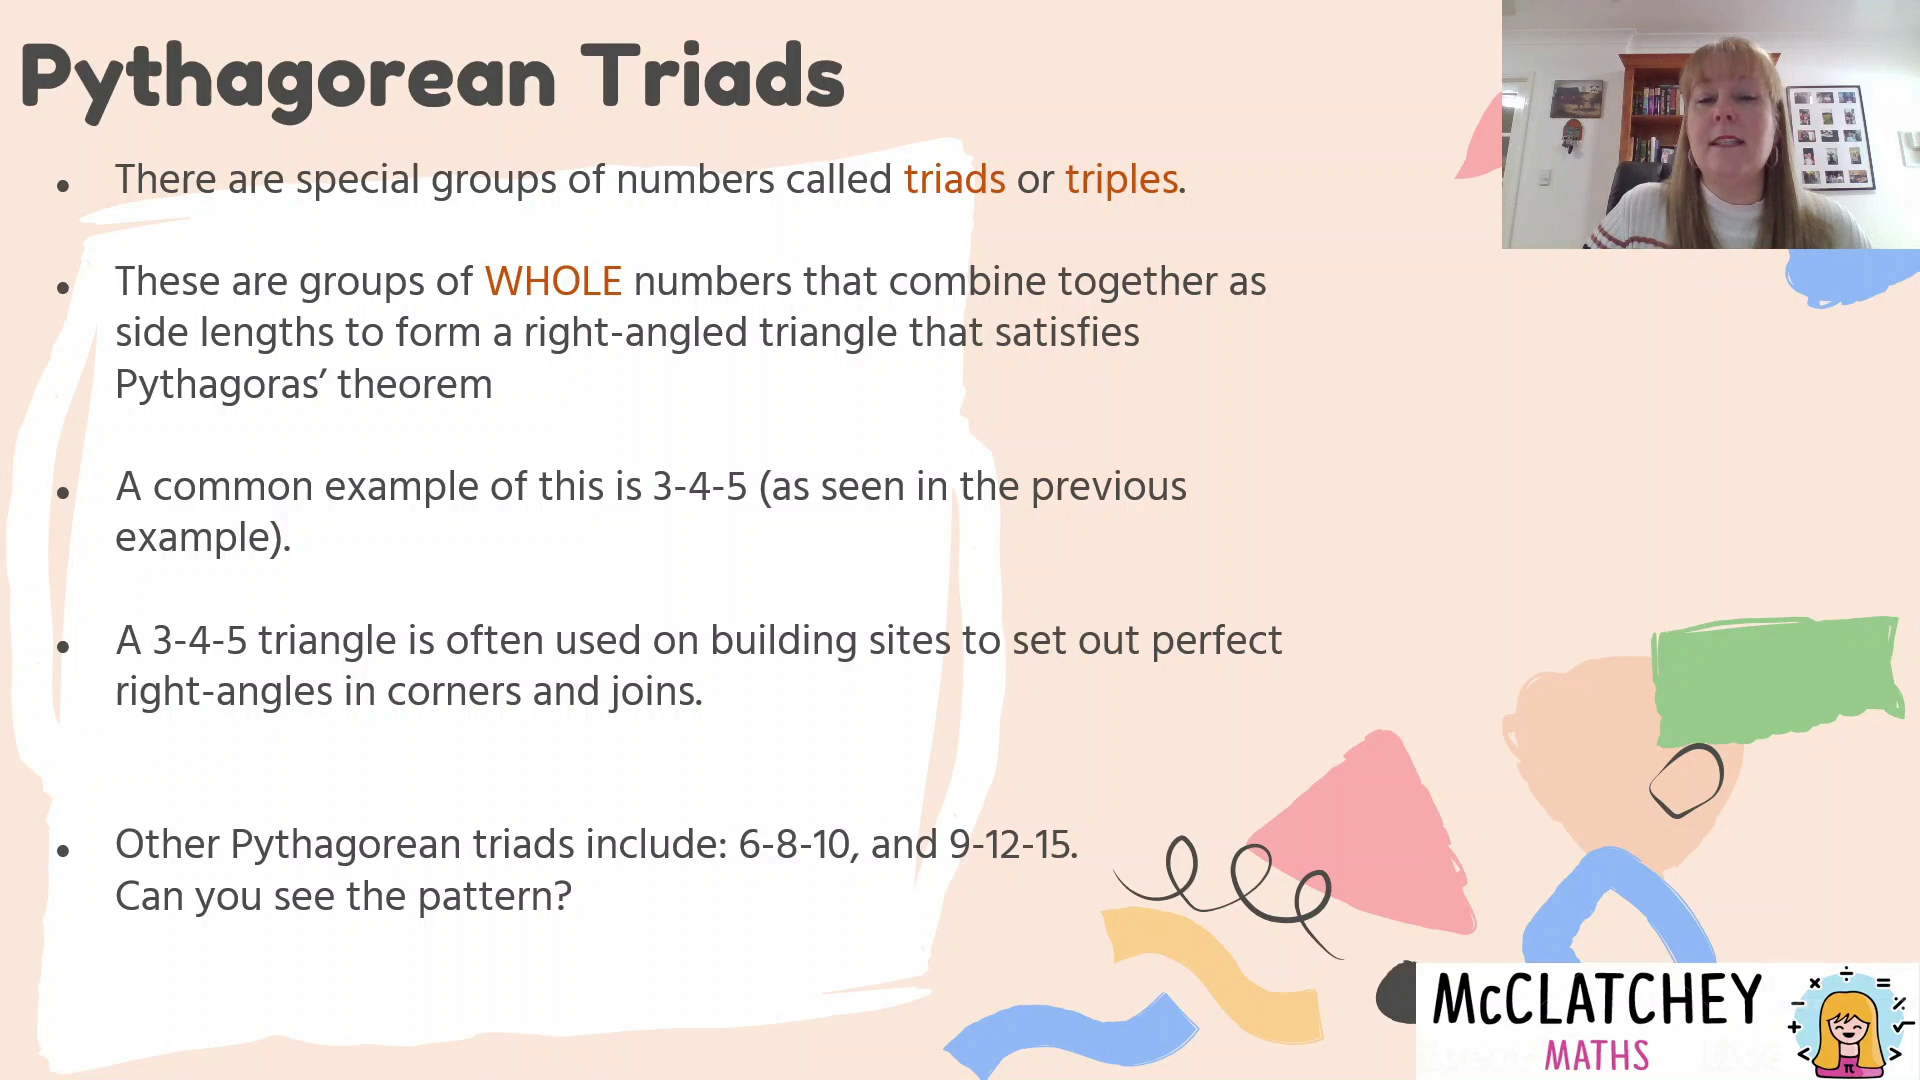 Pythagorean Triads
There are special groups of numbers called triads or triples.
These are groups of WHOLE numbers that combine together as
side lengths to form a right-angled triangle that satisfies
Pythagoras’ theorem
A common example of this is 3-4-5 (as seen in the previous
example).
A 3-4-5 triangle is often used on building sites to set out perfect
right-angles in corners and joins.
Other Pythagorean triads include: 6-8-10, and 9-12-15.
Can you see the pattern?
McCLATCHEY
MATHS